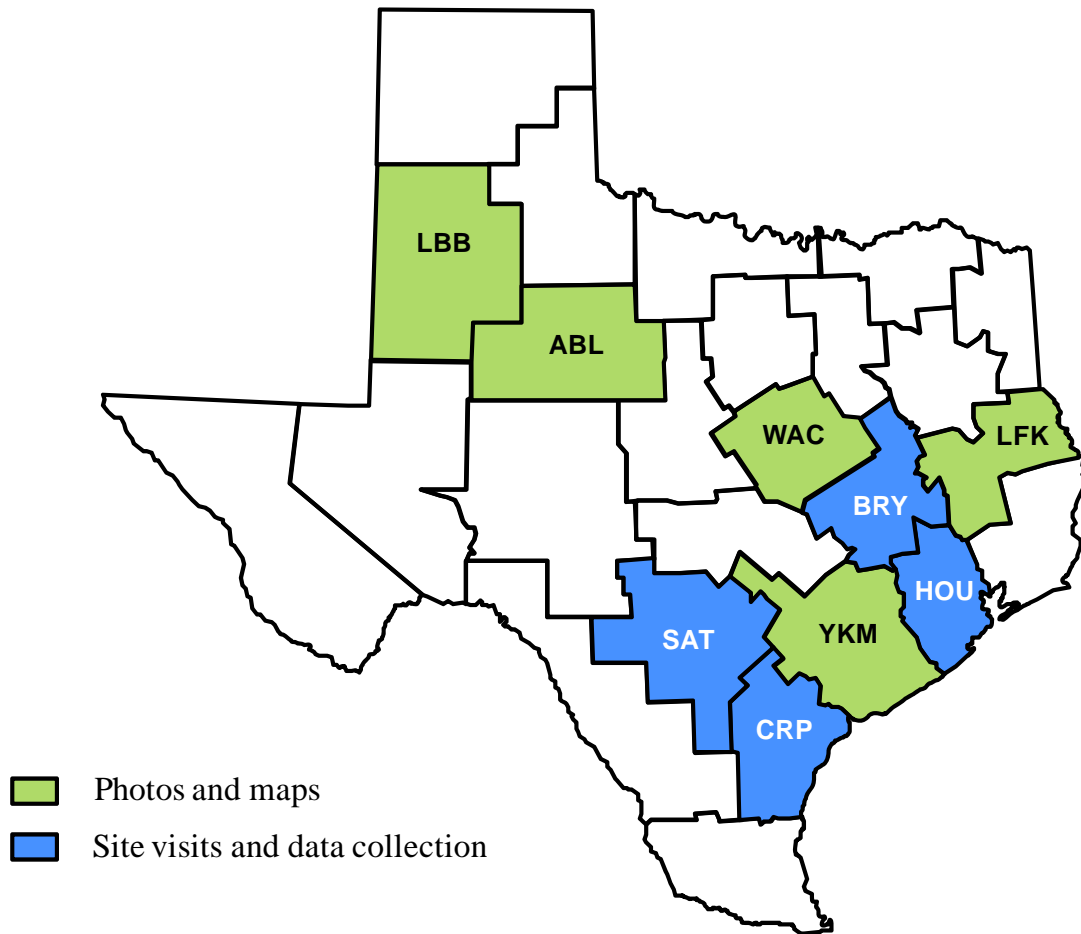 LBB
ABL
WAC
LFK
BRY
HOU
SAT
YKM
CRP
Photos and maps
Site visits and data collection